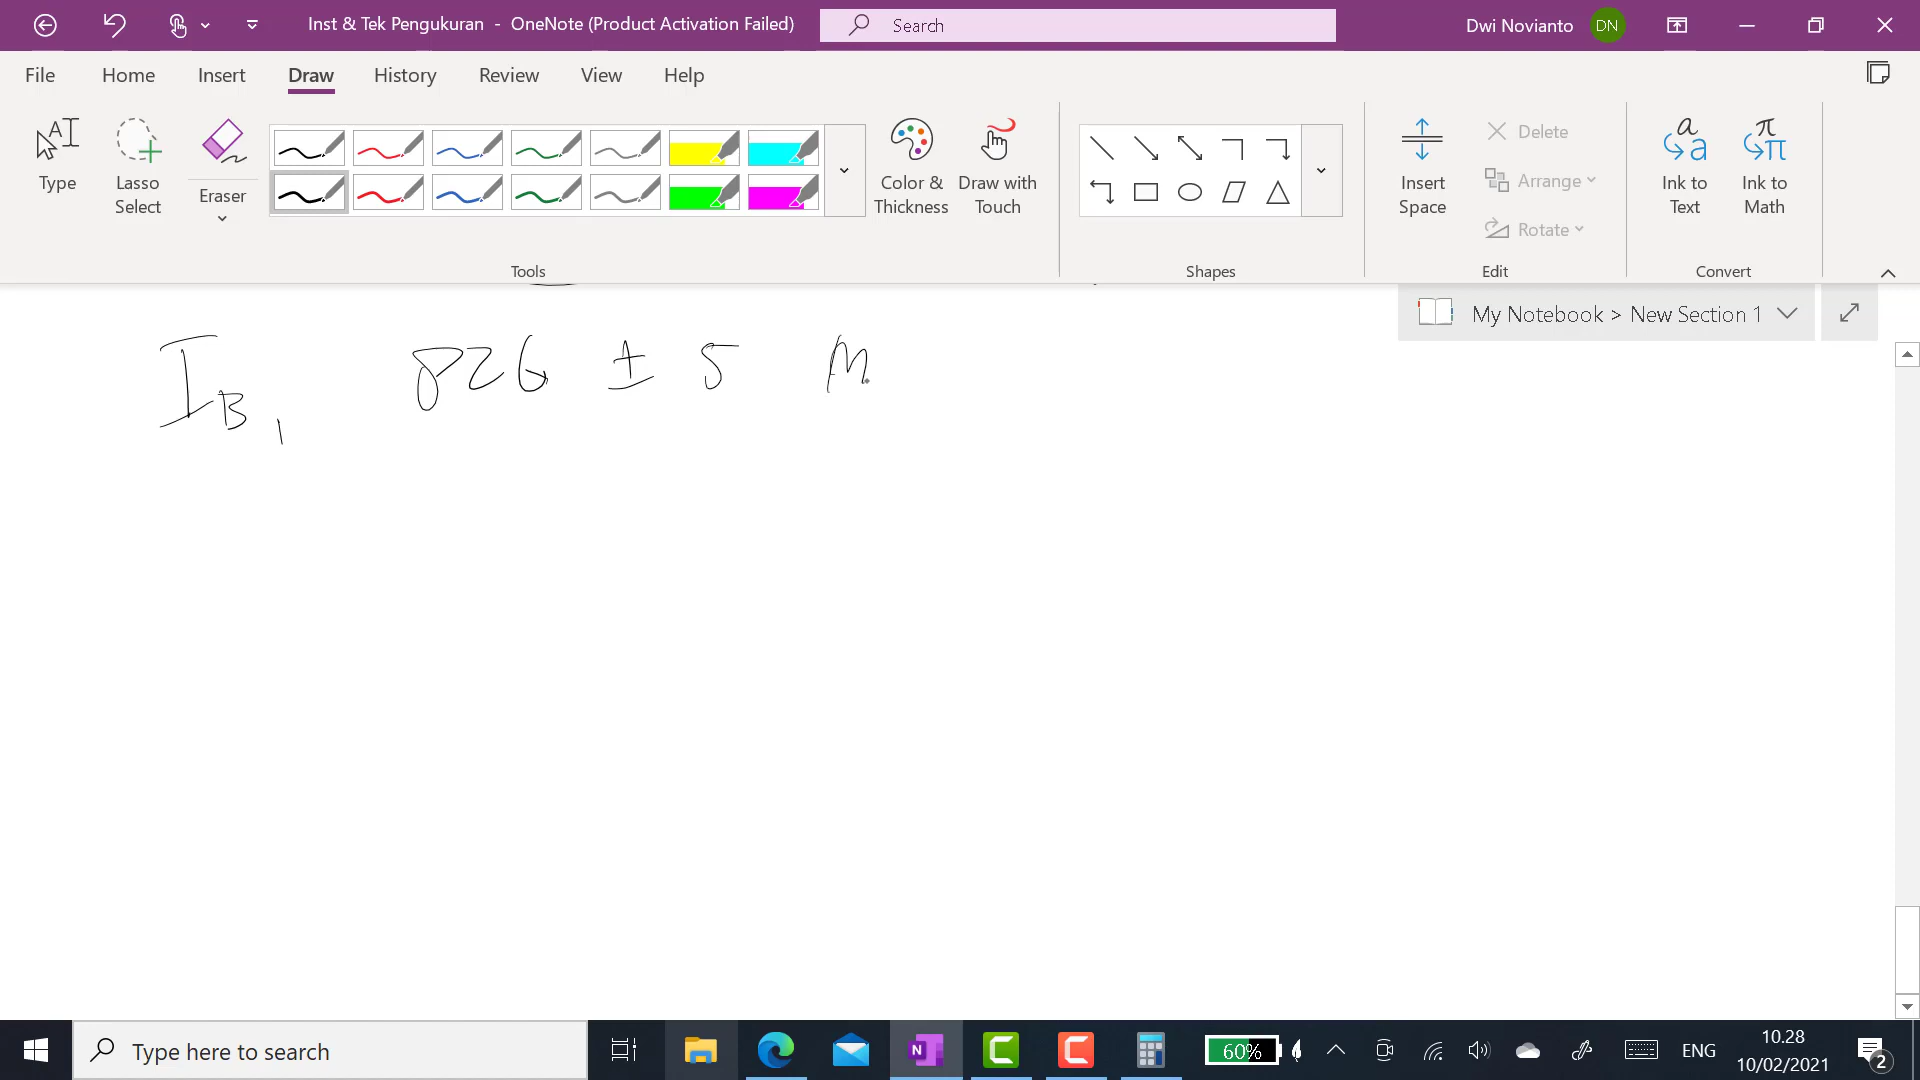 Inst & Tek Pengukuran - OneNote (Product Activation Failed)
Search
Dwi Novianto DN
File Home Insert Draw History Review View Help
Type
Lasso Select
Eraser
Color & Thickness
Draw with Touch
Insert Space
Delete
Arrange
Rotate
Ink to Text
Ink to Math
Tools
Shapes
Edit
Convert
My Notebook > New Section 1
I_B1 826 ± 5 M
Type here to search
60%
ENG
10.28
10/02/2021
2